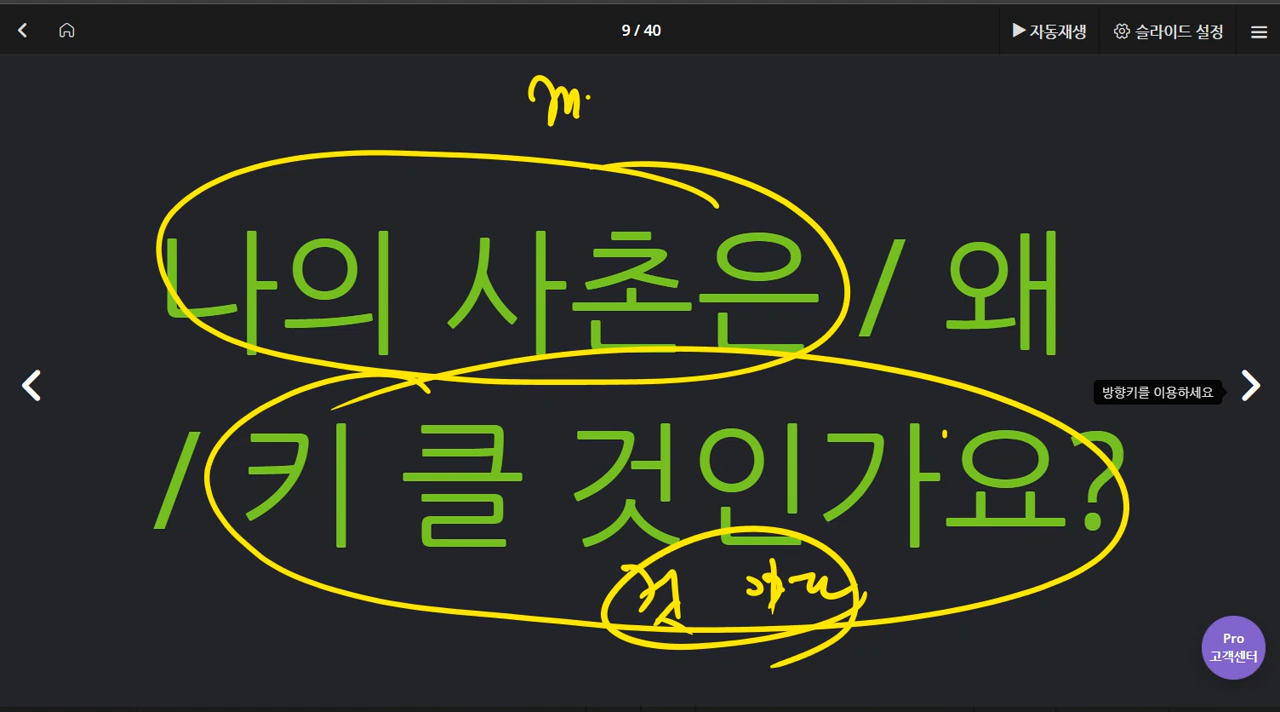 9 / 40
▶ 자동재생
슬라이드 설정
나의 사촌은 / 왜
방향키를 이용하세요
/ 키 클 것인가요?
Pro
고객센터